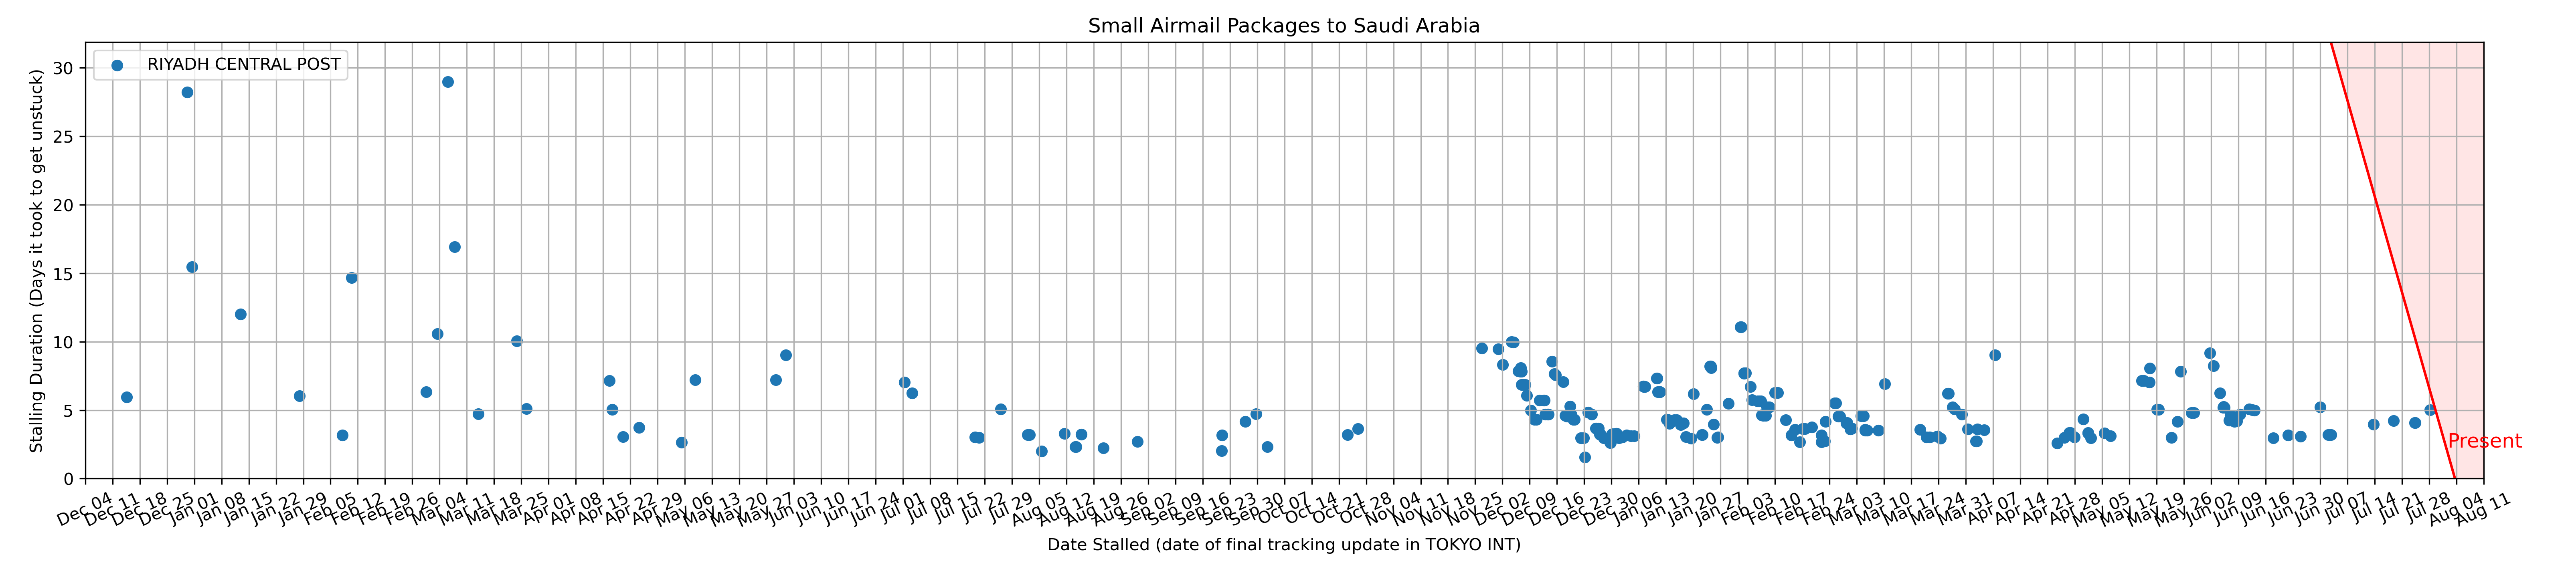 Small Airmail Packages to Saudi Arabia
RIYADH CENTRAL POST
Stalling Duration (Days it took to get unstuck)
30
25
20
15
10
5
0
Present
Dec 04 Dec 11 Dec 18 Dec 25 Jan 01 Jan 08 Jan 15 Jan 22 Jan 29 Feb 05 Feb 12 Feb 19 Feb 26 Mar 04 Mar 11 Mar 18 Mar 25 Apr 01 Apr 08 Apr 15 Apr 22 Apr 29 May 06 May 13 May 20 May 27 Jun 03 Jun 10 Jun 17 Jun 24 Jul 01 Jul 08 Jul 15 Jul 22 Jul 29 Aug 05 Aug 12 Aug 19 Aug 26 Sep 02 Sep 09 Sep 16 Sep 23 Sep 30 Oct 07 Oct 14 Oct 21 Oct 28 Nov 04 Nov 11 Nov 18 Nov 25 Dec 02 Dec 09 Dec 16 Dec 23 Dec 30 Jan 06 Jan 13 Jan 20 Jan 27 Feb 03 Feb 10 Feb 17 Feb 24 Mar 03 Mar 10 Mar 17 Mar 24 Mar 31 Apr 07 Apr 14 Apr 21 Apr 28 May 05 May 12 May 19 May 26 Jun 02 Jun 09 Jun 16 Jun 23 Jun 30 Jul 07 Jul 14 Jul 21 Jul 28 Aug 04 Aug 11
Date Stalled (date of final tracking update in TOKYO INT)